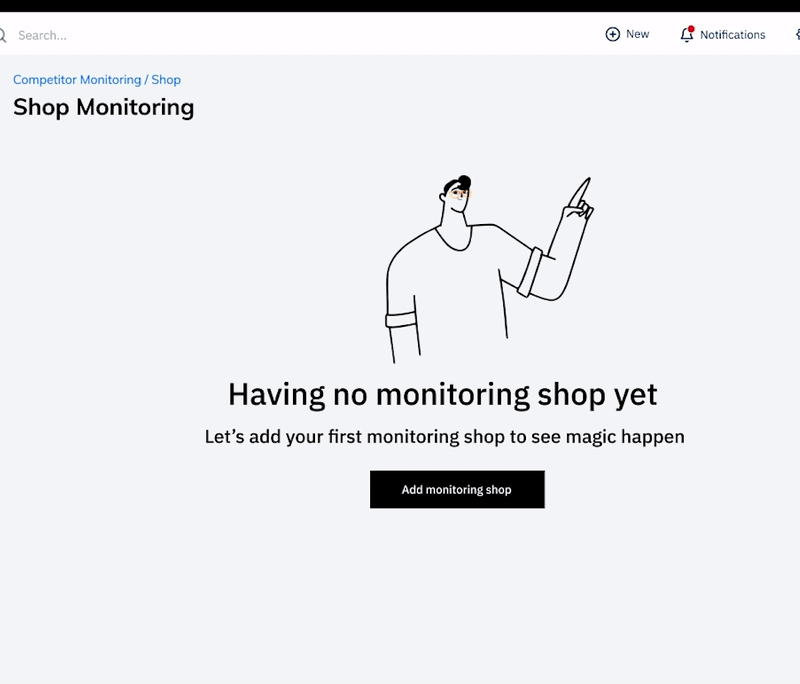 Search...
New
Notifications
Competitor Monitoring / Shop
Shop Monitoring
Having no monitoring shop yet
Let's add your first monitoring shop to see magic happen
Add monitoring shop